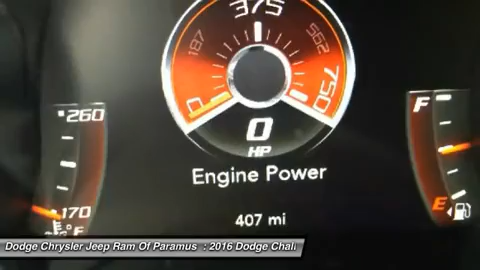 375
187 562
0 750
0
HP
Engine Power
407 mi
260
170
°F
F
E
Dodge Chrysler Jeep Ram Of Paramus : 2016 Dodge Chall